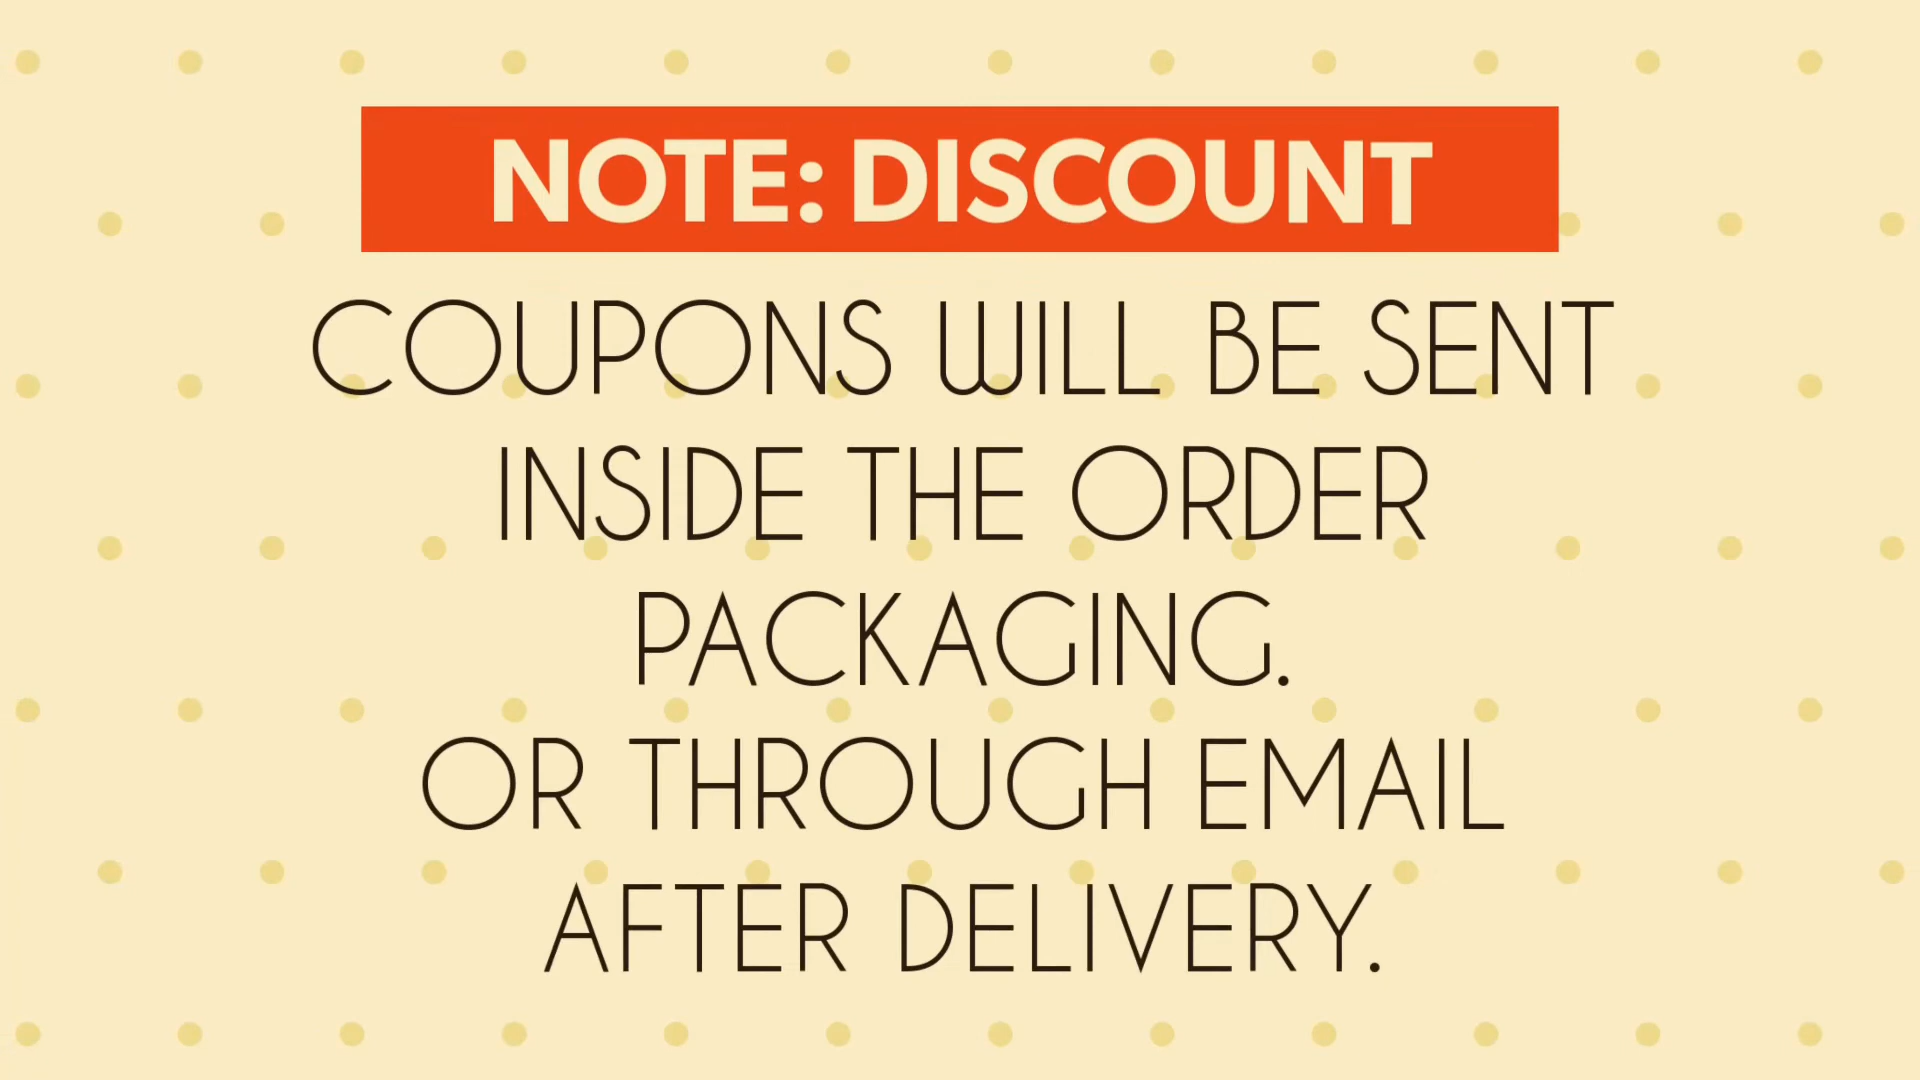 NOTE: DISCOUNT
COUPONS WILL BE SENT
INSIDE THE ORDER
PACKAGING.
OR THROUGH EMAIL
AFTER DELIVERY.